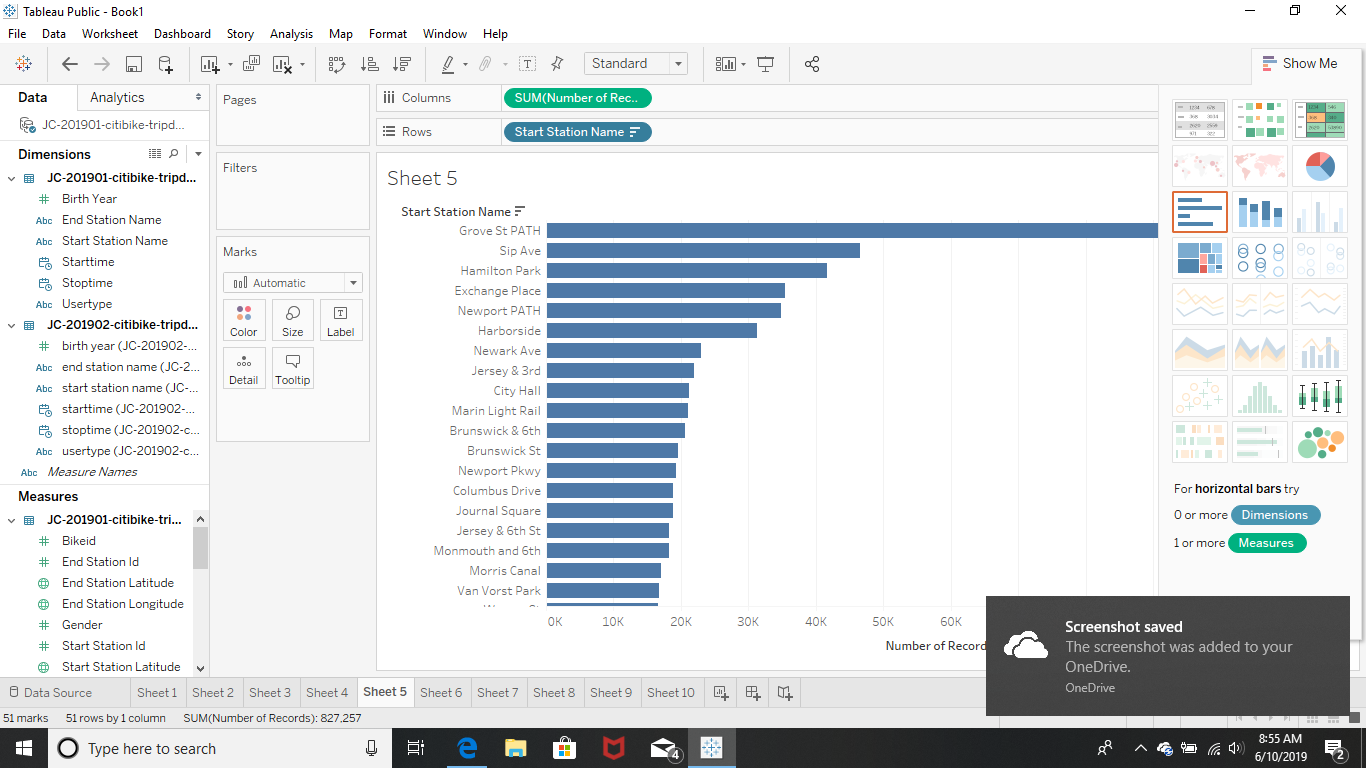 Tableau Public - Book1
File Data Worksheet Dashboard Story Analysis Map Format Window Help
Standard
Show Me
Data Analytics
JC-201901-citibike-tripd...
Dimensions
JC-201901-citibike-tripd...
# Birth Year
Abc End Station Name
Abc Start Station Name
Starttime
Stoptime
Abc Usertype
JC-201902-citibike-tripd...
# birth year (JC-201902-...
Abc end station name (JC-2...
Abc start station name (JC-...
starttime (JC-201902-...
stoptime (JC-201902-c...
Abc usertype (JC-201902-c...
Abc Measure Names
Measures
JC-201901-citibike-tri...
# Bikeid
# End Station Id
End Station Latitude
End Station Longitude
# Gender
# Start Station Id
Start Station Latitude
Pages
Filters
Marks
Automatic
Color Size Label
Detail Tooltip
Columns SUM(Number of Rec..
Rows Start Station Name
Sheet 5
Start Station Name
Grove St PATH
Sip Ave
Hamilton Park
Exchange Place
Newport PATH
Harborside
Newark Ave
Jersey & 3rd
City Hall
Marin Light Rail
Brunswick & 6th
Brunswick St
Newport Pkwy
Columbus Drive
Journal Square
Jersey & 6th St
Monmouth and 6th
Morris Canal
Van Vorst Park
0K 10K 20K 30K 40K 50K 60K
Number of Record
For horizontal bars try
0 or more Dimensions
1 or more Measures
Screenshot saved
The screenshot was added to your
OneDrive.
OneDrive
Data Source Sheet 1 Sheet 2 Sheet 3 Sheet 4 Sheet 5 Sheet 6 Sheet 7 Sheet 8 Sheet 9 Sheet 10
51 marks 51 rows by 1 column SUM(Number of Records): 827,257
Type here to search
4
8:55 AM
6/10/2019
2